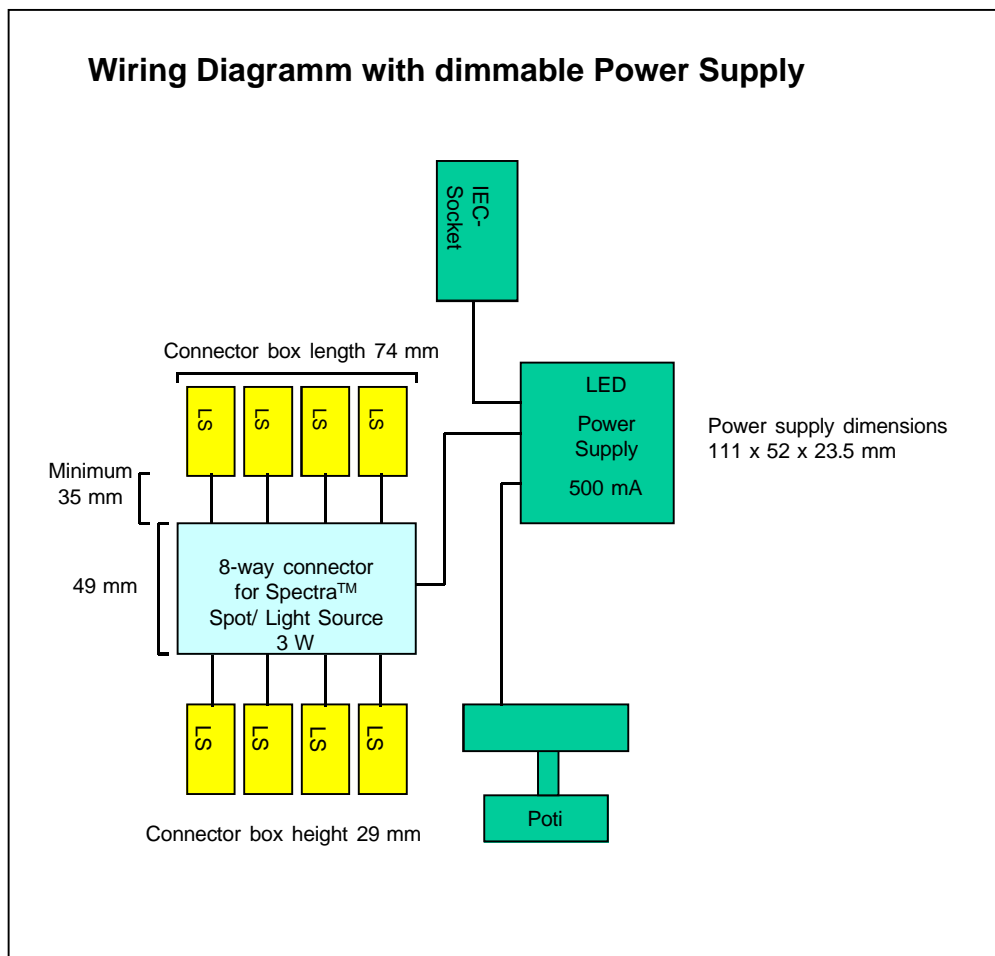 Wiring Diagramm with dimmable Power Supply
IEC-
Socket
Connector box length 74 mm
LS
LS
LS
LS
LED
Power
Supply
500 mA
Power supply dimensions
111 x 52 x 23.5 mm
Minimum
35 mm
49 mm
8-way connector
for Spectra™
Spot/ Light Source
3 W
LS
LS
LS
LS
Poti
Connector box height 29 mm